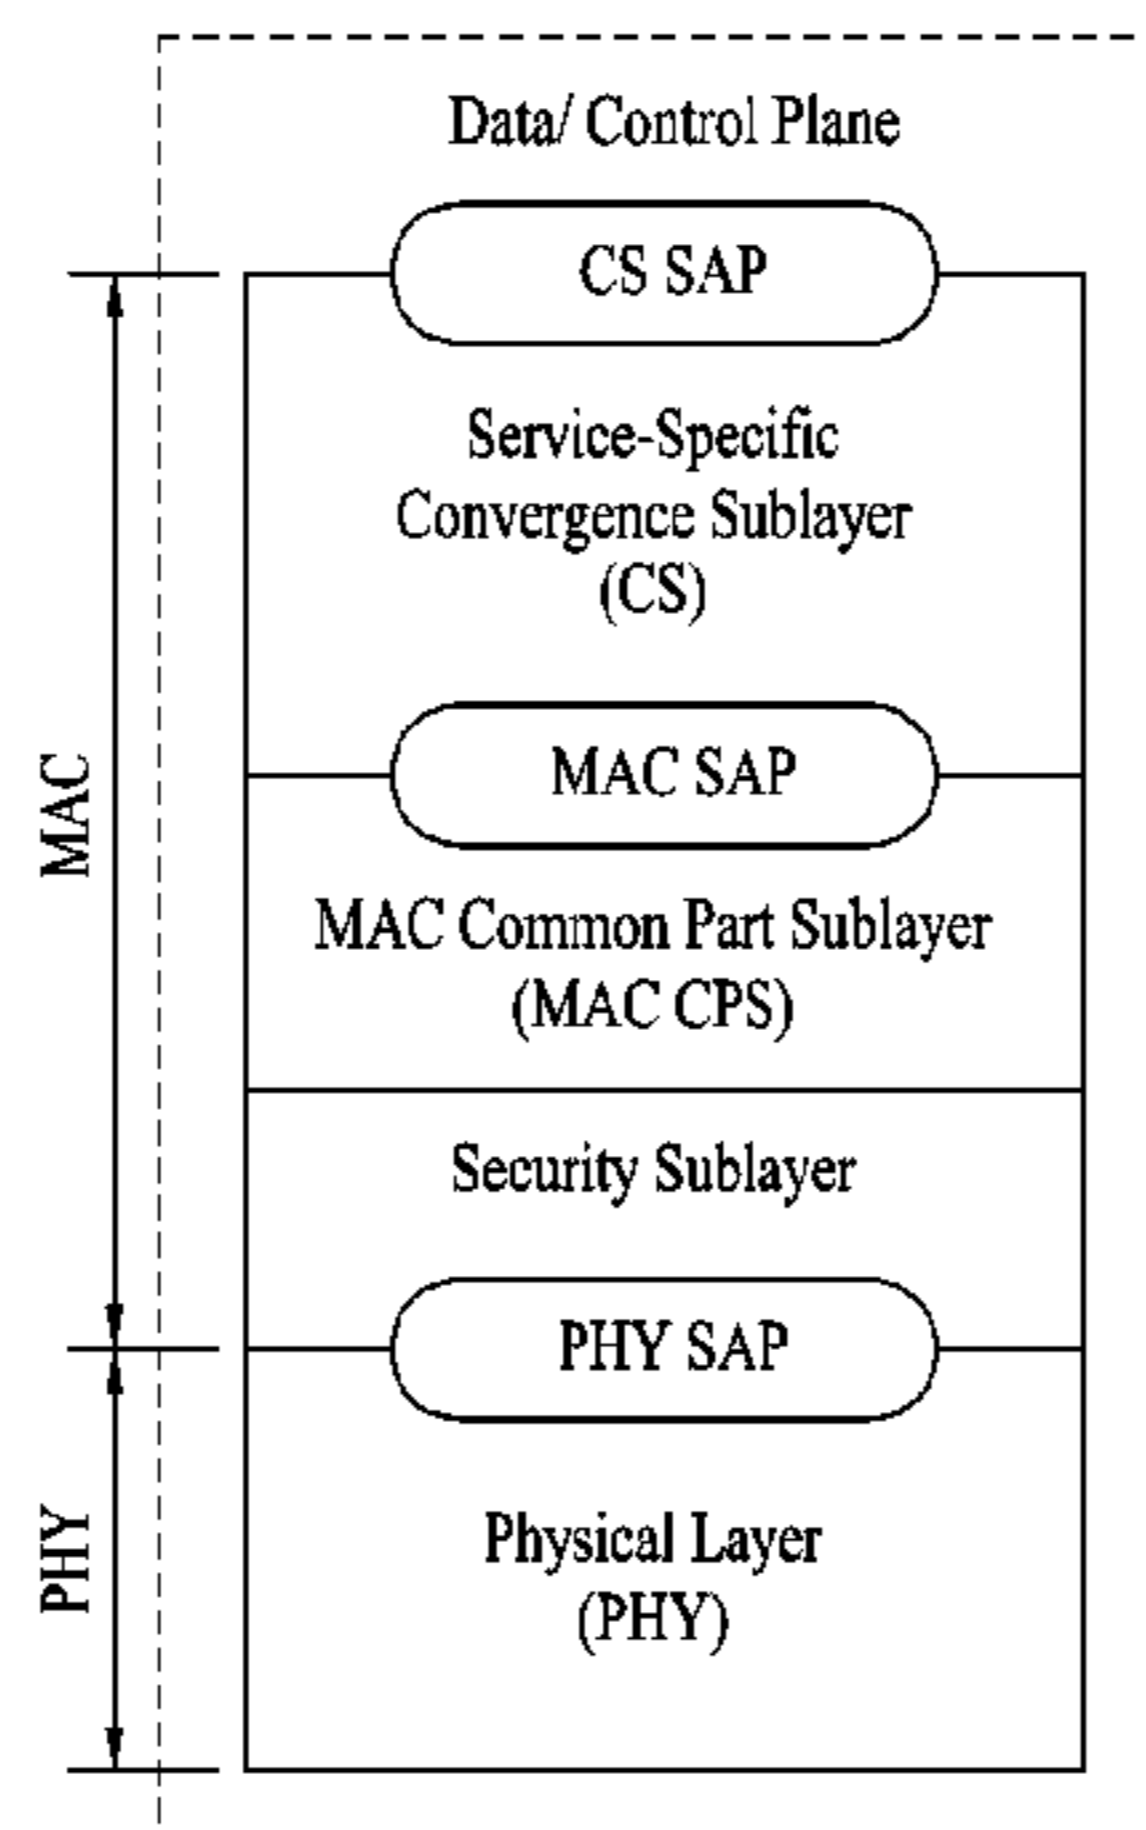 Data/ Control Plane
CS SAP
Service-Specific
Convergence Sublayer
(CS)
MAC SAP
MAC
MAC Common Part Sublayer
(MAC CPS)
Security Sublayer
PHY SAP
PHY
Physical Layer
(PHY)